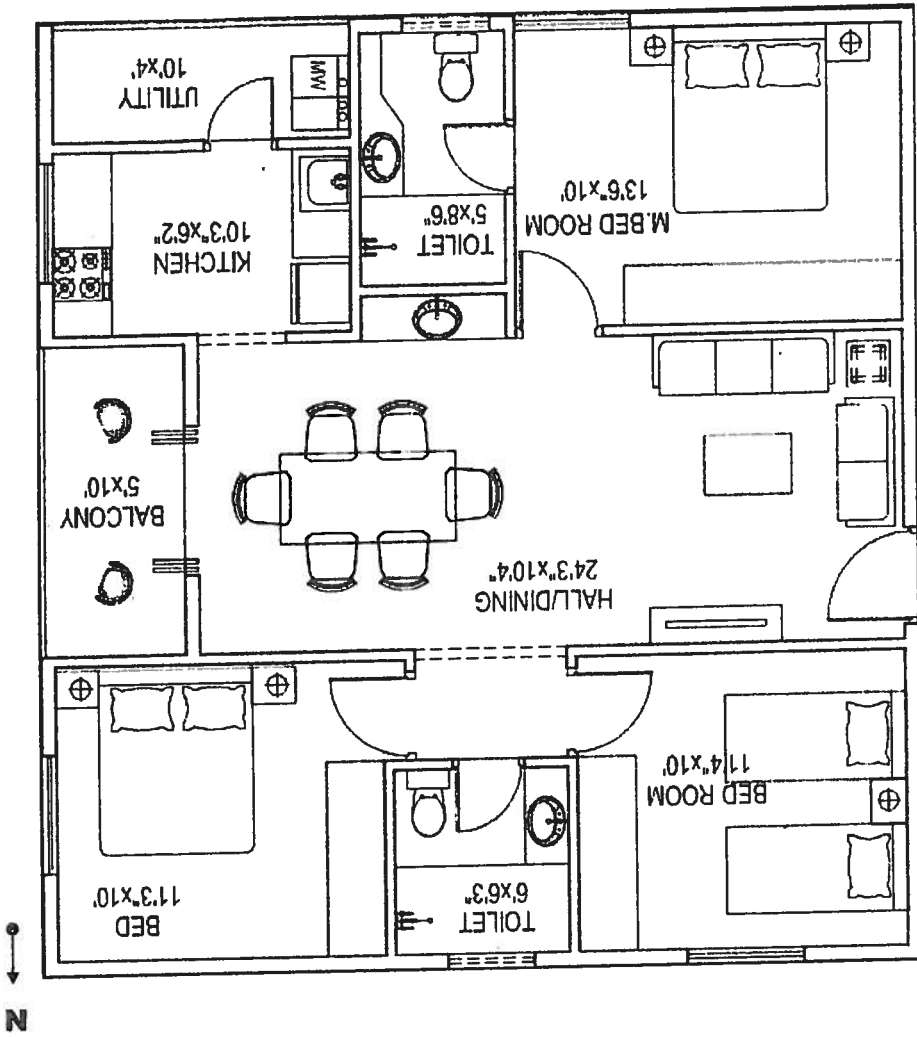 N
BED
11'3"x10'
TOILET
6'x6'3"
BED ROOM
11'4"x10'
HALL/DINING
24'3"x10'4"
BALCONY
5'x10'
KITCHEN
10'3"x6'2"
TOILET
5'x8'6"
M.BED ROOM
13'6"x10'
UTILITY
10'x4'
MW